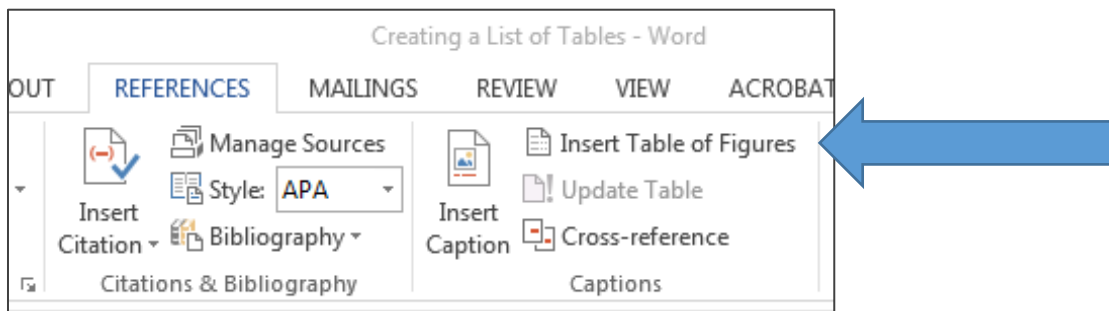 Creating a List of Tables - Word
OUT REFERENCES MAILINGS REVIEW VIEW ACROBAT
Insert
Citation
Manage Sources
Style: APA
Bibliography
Citations & Bibliography
Insert
Caption
Insert Table of Figures
Update Table
Cross-reference
Captions